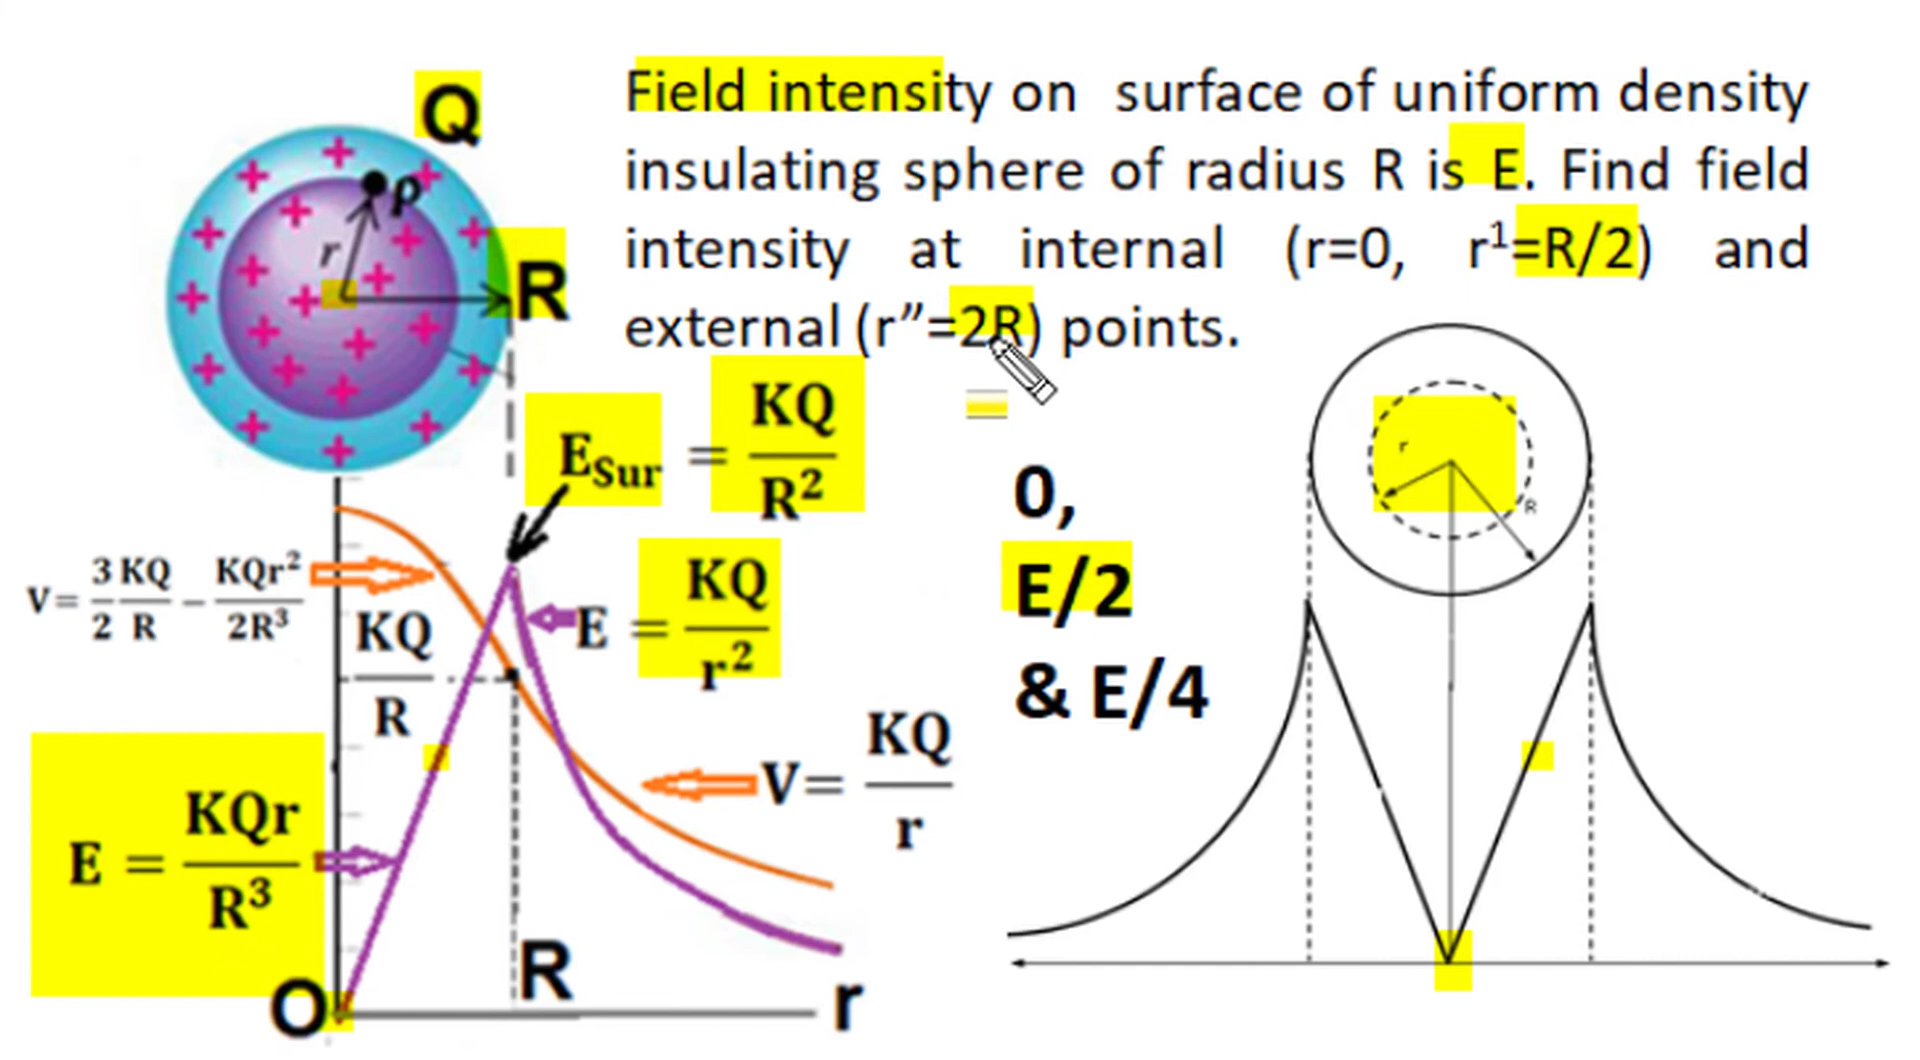 Q
Field intensity on surface of uniform density
insulating sphere of radius R is E. Find field
intensity at internal (r=0, r¹=R/2) and
external (r”=2R) points.
p
r
R
E_Sur = KQ/R²
0,
E/2
& E/4
r
R
V= 3/2 KQ/R − KQr²/2R³
KQ/R
E = KQ/r²
V= KQ/r
E = KQr/R³
R
O
r